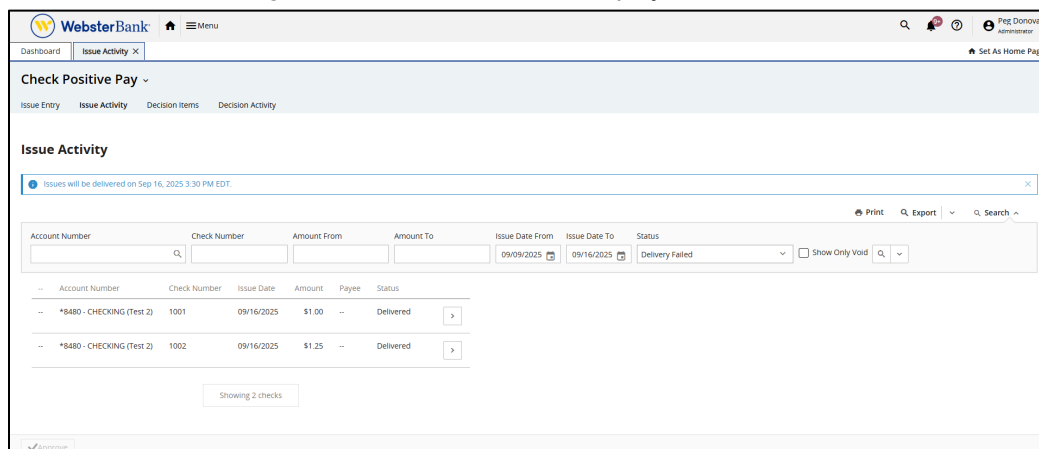 WebsterBank
Menu
9+
Peg Donova
Administrator
Dashboard
Issue Activity ×
Set As Home Pag
Check Positive Pay
Issue Entry Issue Activity Decision Items Decision Activity
Issue Activity
Issues will be delivered on Sep 16, 2025 3:30 PM EDT.
Print Export Search
Account Number Check Number Amount From Amount To Issue Date From Issue Date To Status
09/09/2025 09/16/2025 Delivery Failed Show Only Void
-- Account Number Check Number Issue Date Amount Payee Status
-- *8480 - CHECKING (Test 2) 1001 09/16/2025 $1.00 -- Delivered
-- *8480 - CHECKING (Test 2) 1002 09/16/2025 $1.25 -- Delivered
Showing 2 checks
Approve